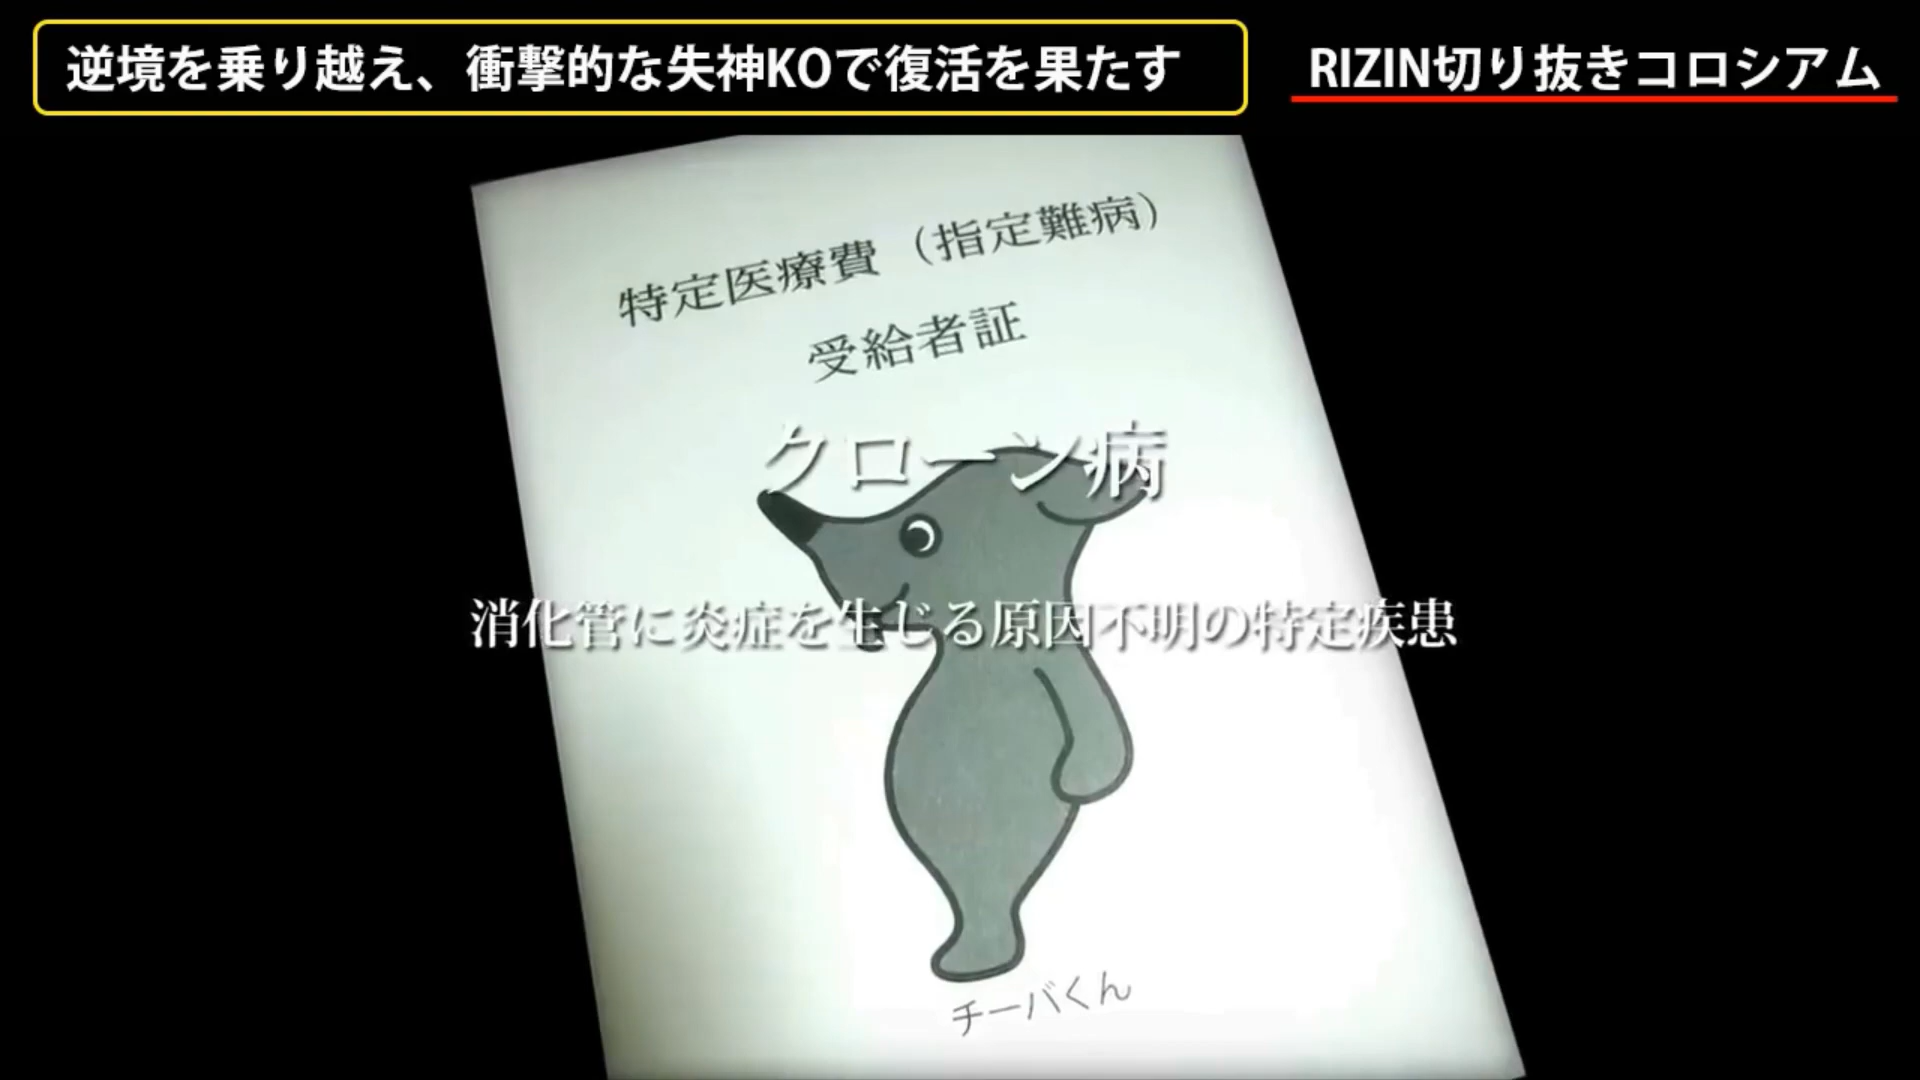 逆境を乗り越え、衝撃的な失神KOで復活を果たす
RIZIN切り抜きコロシアム
特定医療費（指定難病）
受給者証
クローン病
消化管に炎症を生じる原因不明の特定疾患
チーバくん